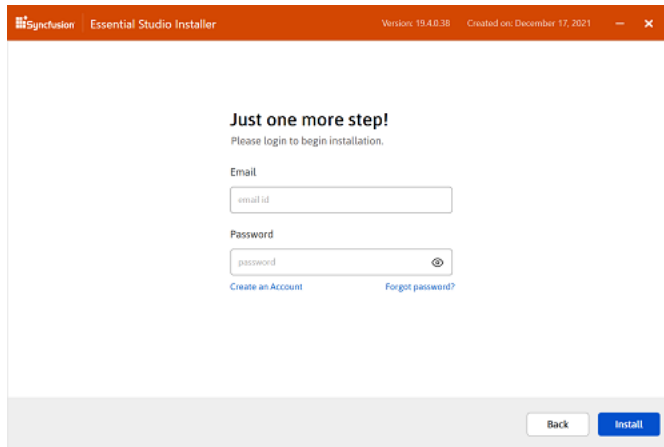 Syncfusion Essential Studio Installer Version: 19.4.0.38 Created on: December 17, 2021
Just one more step!
Please login to begin installation.
Email
email id
Password
password
Create an Account Forgot password?
Back Install